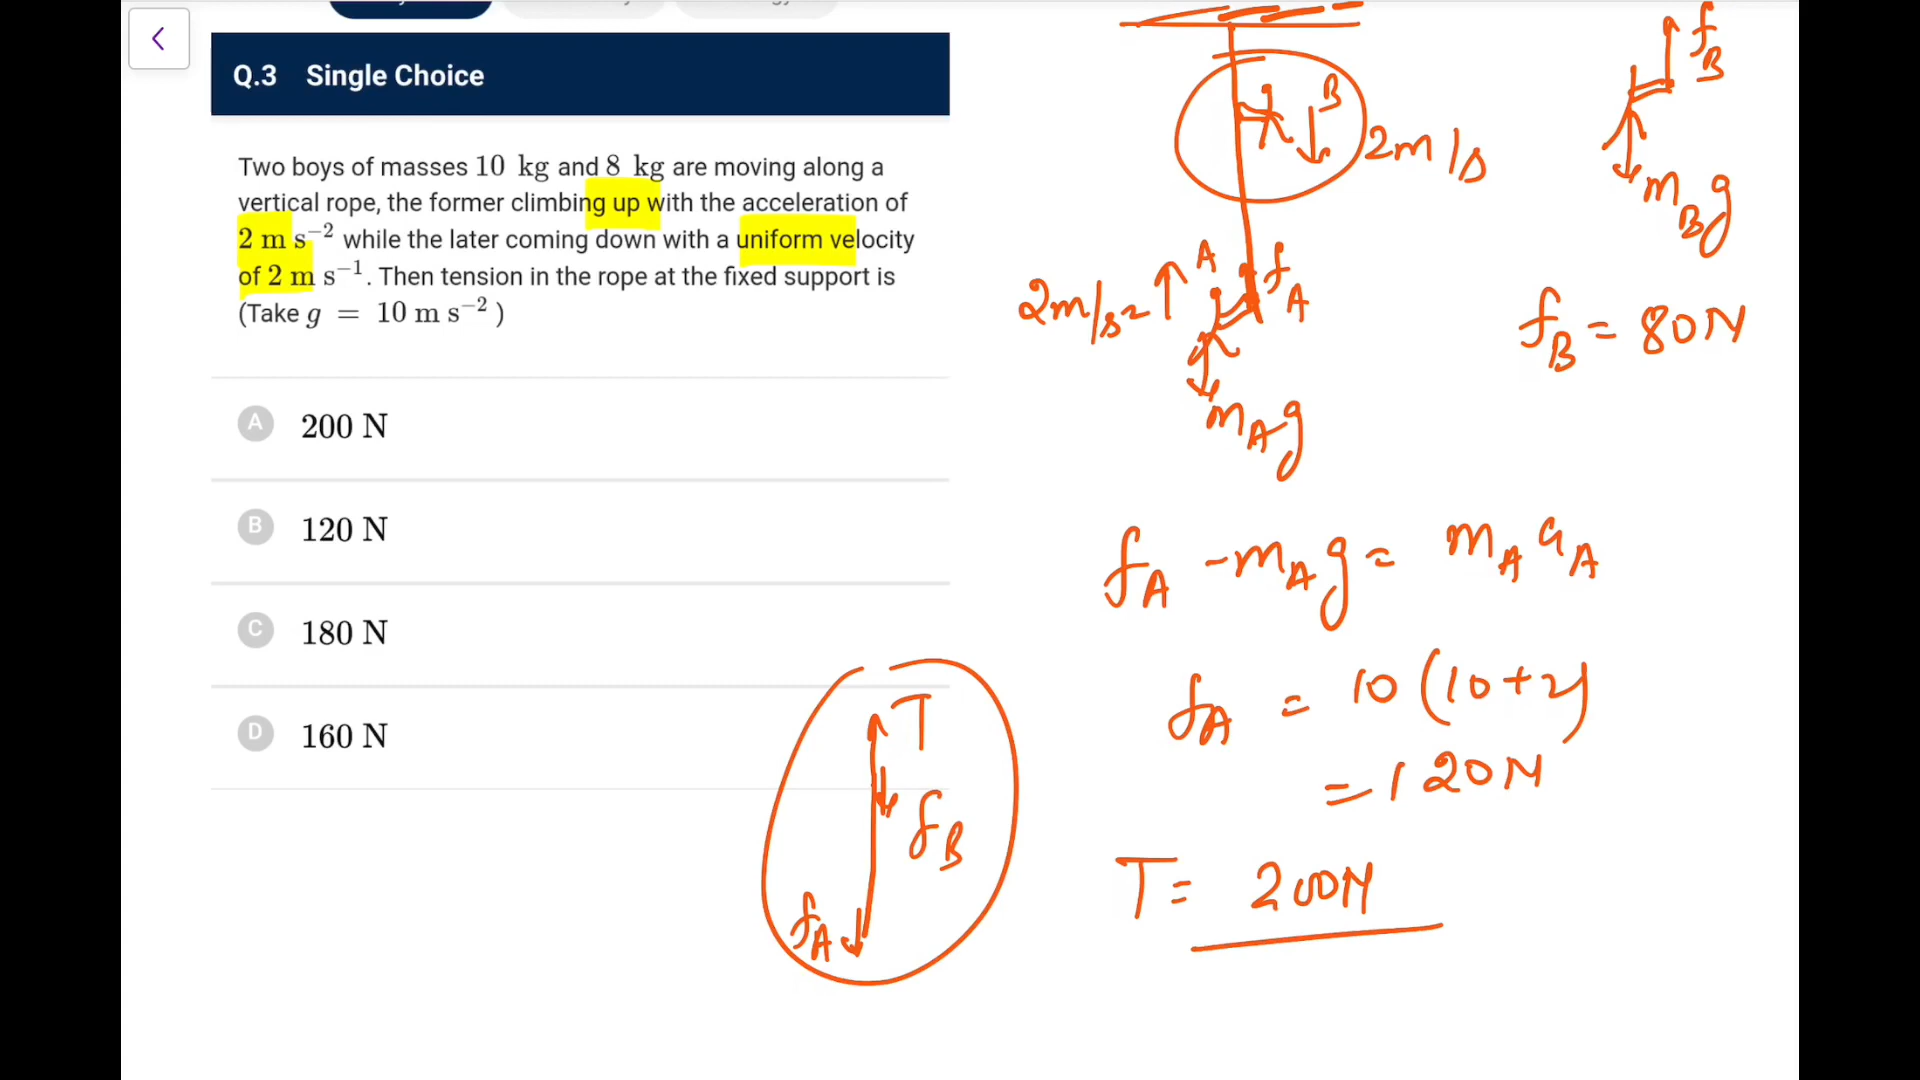 Q.3 Single Choice
Two boys of masses 10 kg and 8 kg are moving along a
vertical rope, the former climbing up with the acceleration of
2 m s⁻² while the later coming down with a uniform velocity
of 2 m s⁻¹. Then tension in the rope at the fixed support is
(Take g = 10 m s⁻² )
A 200 N
B 120 N
C 180 N
D 160 N
B
2m/s
f_B
m_B g
A
2m/s²
f_A
m_A g
f_B = 80N
f_A - m_A g = m_A a_A
f_A = 10 (10+2)
= 120N
T = 200N
T
f_B
f_A